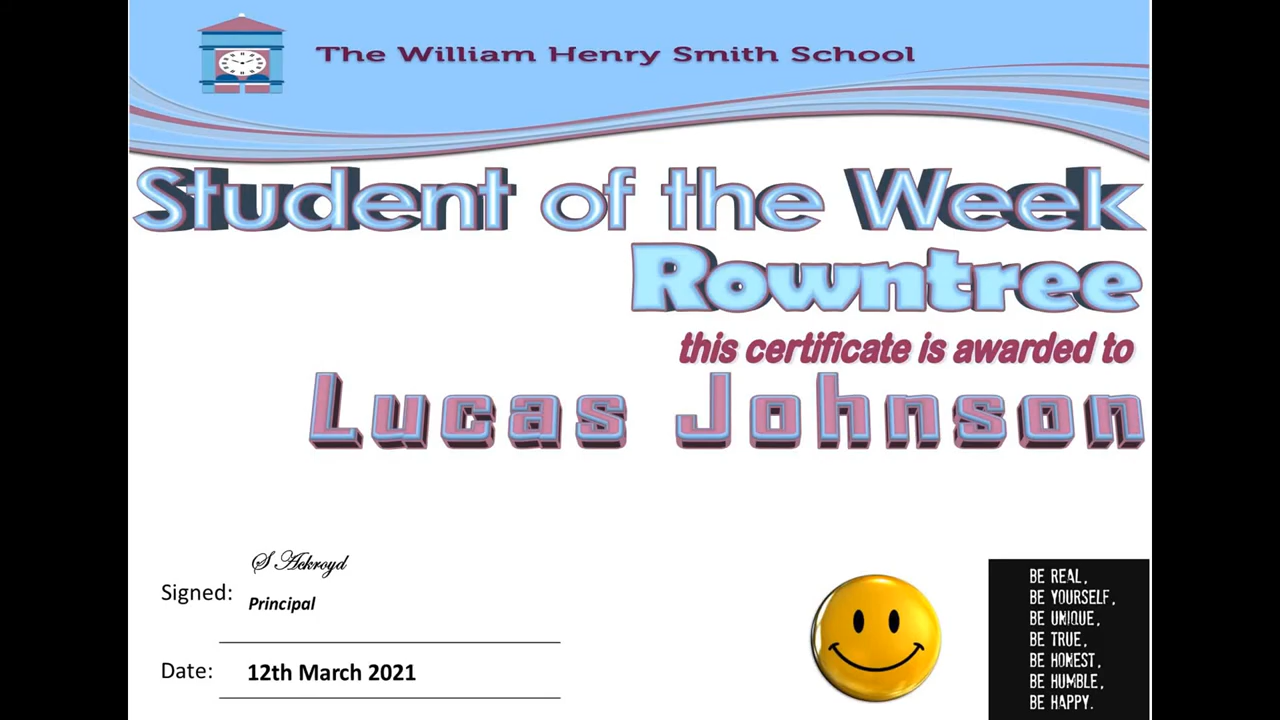 The William Henry Smith School
Student of the Week
Rowntree
this certificate is awarded to
Lucas Johnson
S Ackroyd
Signed:
Principal
Date: 12th March 2021
BE REAL,
BE YOURSELF,
BE UNIQUE,
BE TRUE,
BE HONEST,
BE HUMBLE,
BE HAPPY.